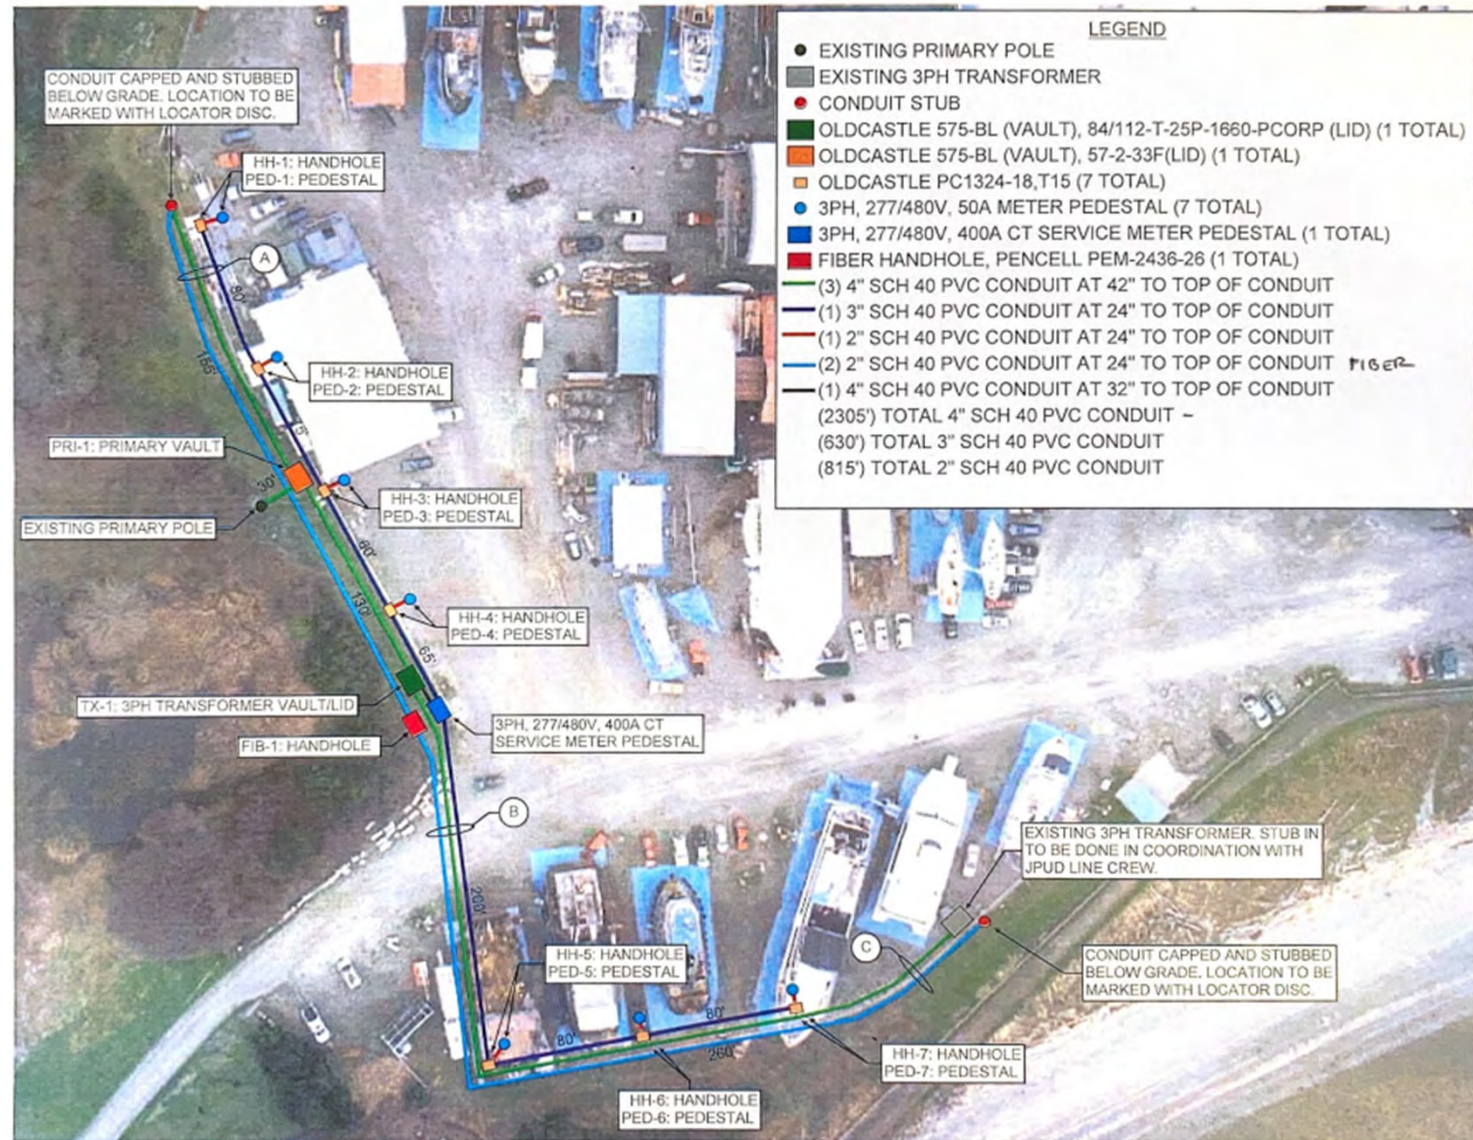 LEGEND
EXISTING PRIMARY POLE
EXISTING 3PH TRANSFORMER
CONDUIT STUB
OLDCASTLE 575-BL (VAULT), 84/112-T-25P-1660-PCORP (LID) (1 TOTAL)
OLDCASTLE 575-BL (VAULT), 57-2-33F(LID) (1 TOTAL)
OLDCASTLE PC1324-18,T15 (7 TOTAL)
3PH, 277/480V, 50A METER PEDESTAL (7 TOTAL)
3PH, 277/480V, 400A CT SERVICE METER PEDESTAL (1 TOTAL)
FIBER HANDHOLE, PENCELL PEM-2436-26 (1 TOTAL)
(3) 4" SCH 40 PVC CONDUIT AT 42" TO TOP OF CONDUIT
(1) 3" SCH 40 PVC CONDUIT AT 24" TO TOP OF CONDUIT
(1) 2" SCH 40 PVC CONDUIT AT 24" TO TOP OF CONDUIT
(2) 2" SCH 40 PVC CONDUIT AT 24" TO TOP OF CONDUIT FIBER
(1) 4" SCH 40 PVC CONDUIT AT 32" TO TOP OF CONDUIT
(2305') TOTAL 4" SCH 40 PVC CONDUIT -
(630') TOTAL 3" SCH 40 PVC CONDUIT
(815') TOTAL 2" SCH 40 PVC CONDUIT
CONDUIT CAPPED AND STUBBED
BELOW GRADE. LOCATION TO BE
MARKED WITH LOCATOR DISC.
HH-1: HANDHOLE
PED-1: PEDESTAL
A
80'
155'
HH-2: HANDHOLE
PED-2: PEDESTAL
75'
PRI-1: PRIMARY VAULT
30'
HH-3: HANDHOLE
PED-3: PEDESTAL
EXISTING PRIMARY POLE
60'
130'
HH-4: HANDHOLE
PED-4: PEDESTAL
65'
TX-1: 3PH TRANSFORMER VAULT/LID
FIB-1: HANDHOLE
3PH, 277/480V, 400A CT
SERVICE METER PEDESTAL
B
200'
EXISTING 3PH TRANSFORMER. STUB IN
TO BE DONE IN COORDINATION WITH
JPUD LINE CREW.
HH-5: HANDHOLE
PED-5: PEDESTAL
C
CONDUIT CAPPED AND STUBBED
BELOW GRADE. LOCATION TO BE
MARKED WITH LOCATOR DISC.
80'
80'
260'
HH-7: HANDHOLE
PED-7: PEDESTAL
HH-6: HANDHOLE
PED-6: PEDESTAL